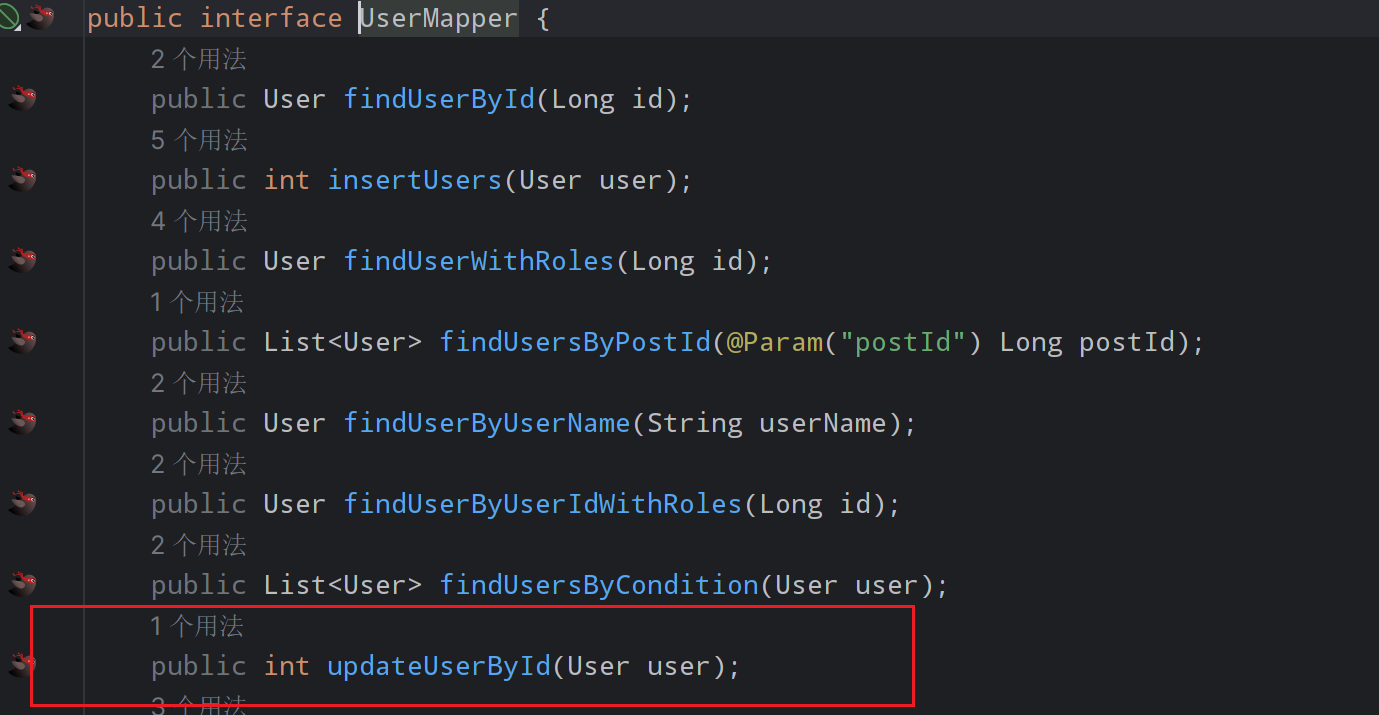 public interface UserMapper {
2 个用法
public User findUserById(Long id);
5 个用法
public int insertUsers(User user);
4 个用法
public User findUserWithRoles(Long id);
1 个用法
public List<User> findUsersByPostId(@Param("postId") Long postId);
2 个用法
public User findUserByUserName(String userName);
2 个用法
public User findUserByUserIdWithRoles(Long id);
2 个用法
public List<User> findUsersByCondition(User user);
1 个用法
public int updateUserById(User user);
3 个用法